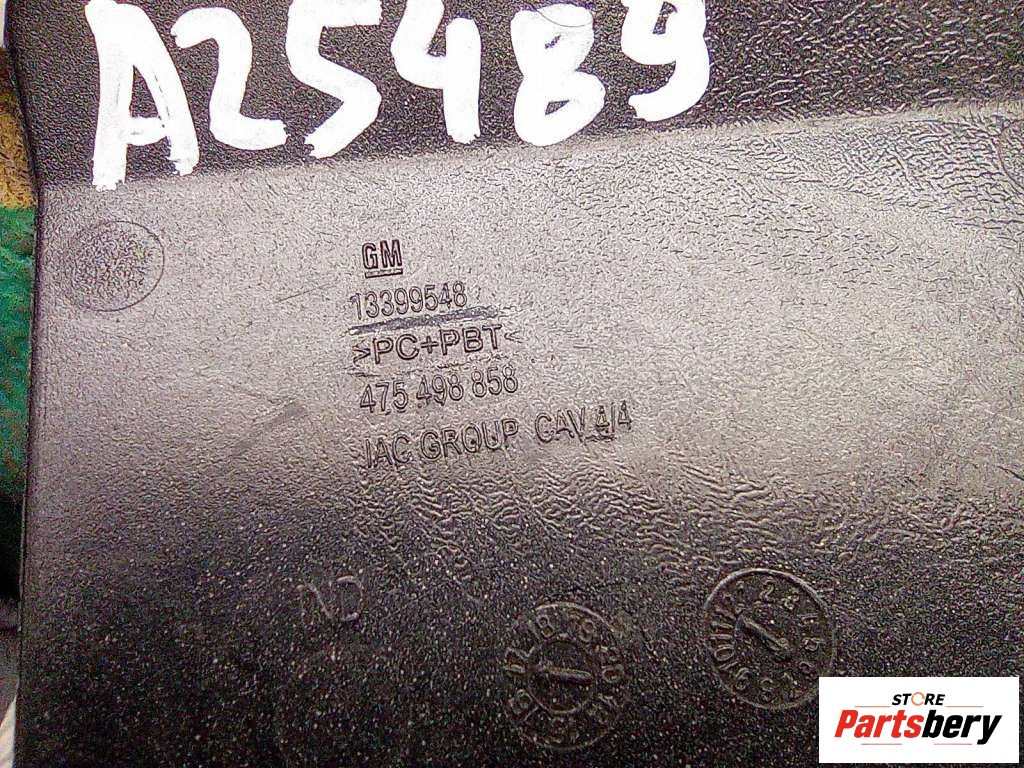 A25489
GM
13399548
>PC+PBT<
475 498 858
IAC GROUP CAV 4/4
STORE
Partsbery